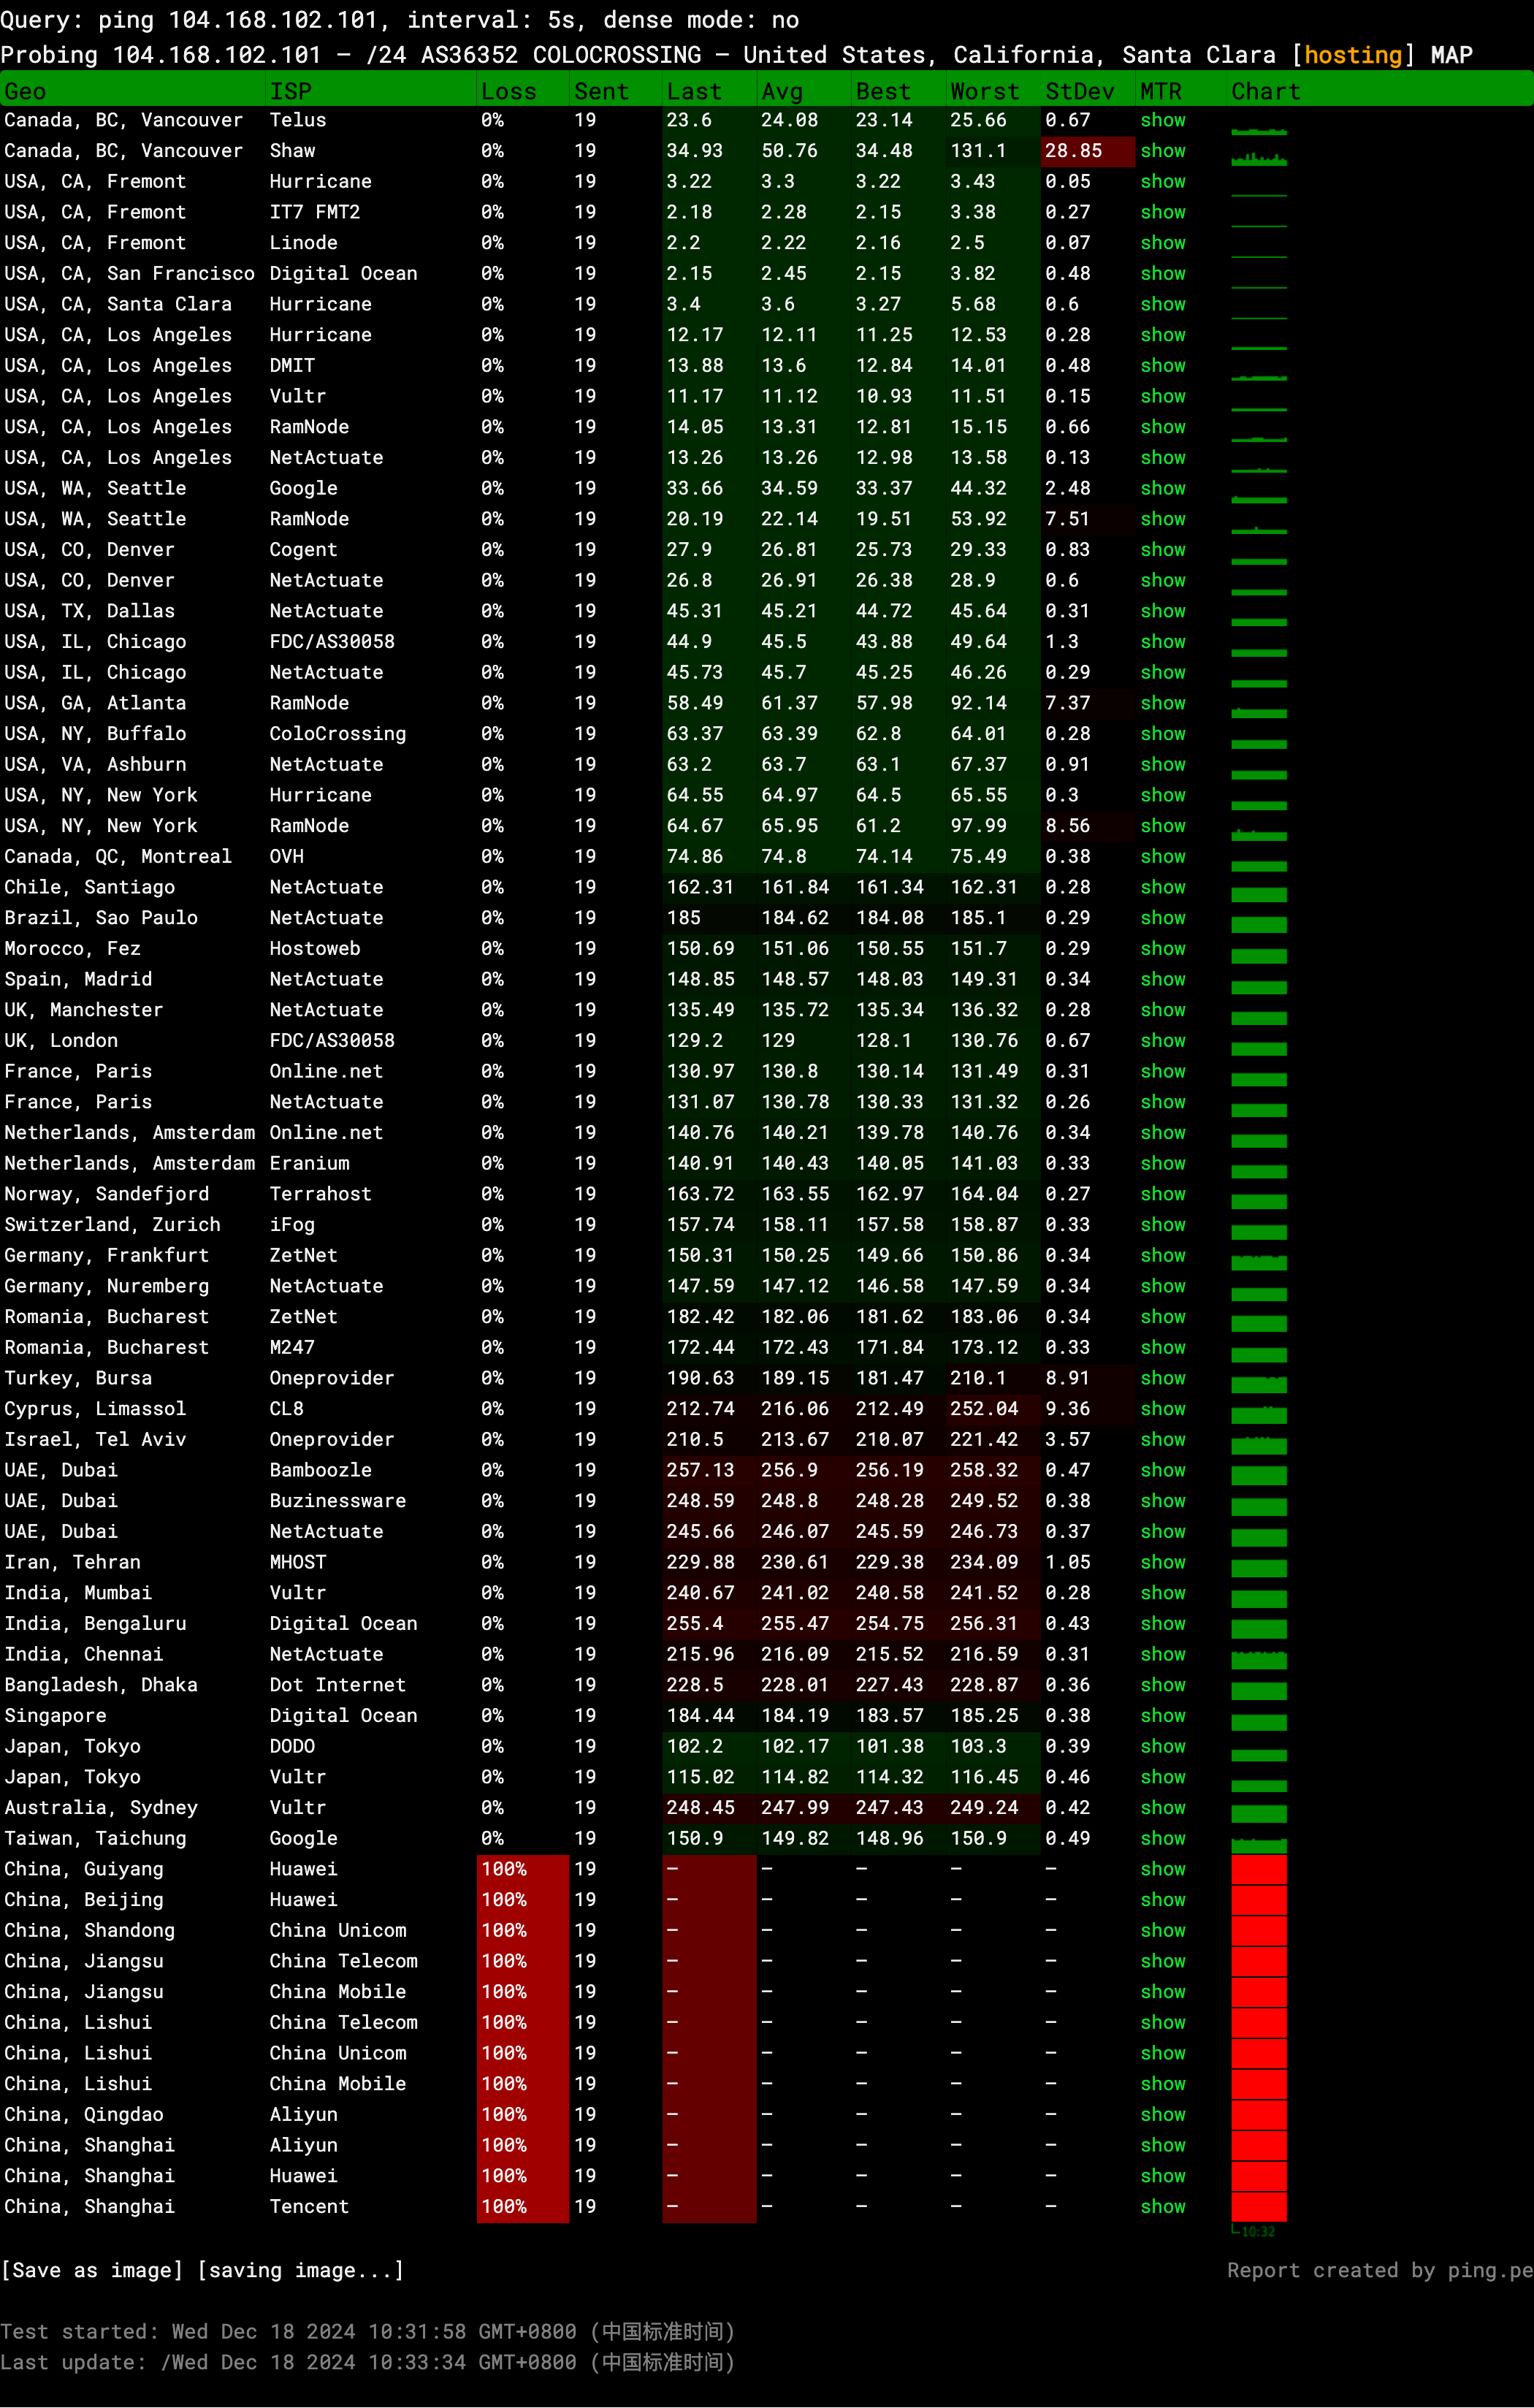 Query: ping 104.168.102.101, interval: 5s, dense mode: no
Probing 104.168.102.101 — /24 AS36352 COLOCROSSING — United States, California, Santa Clara [hosting] MAP
Geo ISP Loss Sent Last Avg Best Worst StDev MTR Chart
Canada, BC, Vancouver Telus 0% 19 23.6 24.08 23.14 25.66 0.67 show
Canada, BC, Vancouver Shaw 0% 19 34.93 50.76 34.48 131.1 28.85 show
USA, CA, Fremont Hurricane 0% 19 3.22 3.3 3.22 3.43 0.05 show
USA, CA, Fremont IT7 FMT2 0% 19 2.18 2.28 2.15 3.38 0.27 show
USA, CA, Fremont Linode 0% 19 2.2 2.22 2.16 2.5 0.07 show
USA, CA, San Francisco Digital Ocean 0% 19 2.15 2.45 2.15 3.82 0.48 show
USA, CA, Santa Clara Hurricane 0% 19 3.4 3.6 3.27 5.68 0.6 show
USA, CA, Los Angeles Hurricane 0% 19 12.17 12.11 11.25 12.53 0.28 show
USA, CA, Los Angeles DMIT 0% 19 13.88 13.6 12.84 14.01 0.48 show
USA, CA, Los Angeles Vultr 0% 19 11.17 11.12 10.93 11.51 0.15 show
USA, CA, Los Angeles RamNode 0% 19 14.05 13.31 12.81 15.15 0.66 show
USA, CA, Los Angeles NetActuate 0% 19 13.26 13.26 12.98 13.58 0.13 show
USA, WA, Seattle Google 0% 19 33.66 34.59 33.37 44.32 2.48 show
USA, WA, Seattle RamNode 0% 19 20.19 22.14 19.51 53.92 7.51 show
USA, CO, Denver Cogent 0% 19 27.9 26.81 25.73 29.33 0.83 show
USA, CO, Denver NetActuate 0% 19 26.8 26.91 26.38 28.9 0.6 show
USA, TX, Dallas NetActuate 0% 19 45.31 45.21 44.72 45.64 0.31 show
USA, IL, Chicago FDC/AS30058 0% 19 44.9 45.5 43.88 49.64 1.3 show
USA, IL, Chicago NetActuate 0% 19 45.73 45.7 45.25 46.26 0.29 show
USA, GA, Atlanta RamNode 0% 19 58.49 61.37 57.98 92.14 7.37 show
USA, NY, Buffalo ColoCrossing 0% 19 63.37 63.39 62.8 64.01 0.28 show
USA, VA, Ashburn NetActuate 0% 19 63.2 63.7 63.1 67.37 0.91 show
USA, NY, New York Hurricane 0% 19 64.55 64.97 64.5 65.55 0.3 show
USA, NY, New York RamNode 0% 19 64.67 65.95 61.2 97.99 8.56 show
Canada, QC, Montreal OVH 0% 19 74.86 74.8 74.14 75.49 0.38 show
Chile, Santiago NetActuate 0% 19 162.31 161.84 161.34 162.31 0.28 show
Brazil, Sao Paulo NetActuate 0% 19 185 184.62 184.08 185.1 0.29 show
Morocco, Fez Hostoweb 0% 19 150.69 151.06 150.55 151.7 0.29 show
Spain, Madrid NetActuate 0% 19 148.85 148.57 148.03 149.31 0.34 show
UK, Manchester NetActuate 0% 19 135.49 135.72 135.34 136.32 0.28 show
UK, London FDC/AS30058 0% 19 129.2 129 128.1 130.76 0.67 show
France, Paris Online.net 0% 19 130.97 130.8 130.14 131.49 0.31 show
France, Paris NetActuate 0% 19 131.07 130.78 130.33 131.32 0.26 show
Netherlands, Amsterdam Online.net 0% 19 140.76 140.21 139.78 140.76 0.34 show
Netherlands, Amsterdam Eranium 0% 19 140.91 140.43 140.05 141.03 0.33 show
Norway, Sandefjord Terrahost 0% 19 163.72 163.55 162.97 164.04 0.27 show
Switzerland, Zurich iFog 0% 19 157.74 158.11 157.58 158.87 0.33 show
Germany, Frankfurt ZetNet 0% 19 150.31 150.25 149.66 150.86 0.34 show
Germany, Nuremberg NetActuate 0% 19 147.59 147.12 146.58 147.59 0.34 show
Romania, Bucharest ZetNet 0% 19 182.42 182.06 181.62 183.06 0.34 show
Romania, Bucharest M247 0% 19 172.44 172.43 171.84 173.12 0.33 show
Turkey, Bursa Oneprovider 0% 19 190.63 189.15 181.47 210.1 8.91 show
Cyprus, Limassol CL8 0% 19 212.74 216.06 212.49 252.04 9.36 show
Israel, Tel Aviv Oneprovider 0% 19 210.5 213.67 210.07 221.42 3.57 show
UAE, Dubai Bamboozle 0% 19 257.13 256.9 256.19 258.32 0.47 show
UAE, Dubai Buzinessware 0% 19 248.59 248.8 248.28 249.52 0.38 show
UAE, Dubai NetActuate 0% 19 245.66 246.07 245.59 246.73 0.37 show
Iran, Tehran MHOST 0% 19 229.88 230.61 229.38 234.09 1.05 show
India, Mumbai Vultr 0% 19 240.67 241.02 240.58 241.52 0.28 show
India, Bengaluru Digital Ocean 0% 19 255.4 255.47 254.75 256.31 0.43 show
India, Chennai NetActuate 0% 19 215.96 216.09 215.52 216.59 0.31 show
Bangladesh, Dhaka Dot Internet 0% 19 228.5 228.01 227.43 228.87 0.36 show
Singapore Digital Ocean 0% 19 184.44 184.19 183.57 185.25 0.38 show
Japan, Tokyo DODO 0% 19 102.2 102.17 101.38 103.3 0.39 show
Japan, Tokyo Vultr 0% 19 115.02 114.82 114.32 116.45 0.46 show
Australia, Sydney Vultr 0% 19 248.45 247.99 247.43 249.24 0.42 show
Taiwan, Taichung Google 0% 19 150.9 149.82 148.96 150.9 0.49 show
China, Guiyang Huawei 100% 19 – – – – – show
China, Beijing Huawei 100% 19 – – – – – show
China, Shandong China Unicom 100% 19 – – – – – show
China, Jiangsu China Telecom 100% 19 – – – – – show
China, Jiangsu China Mobile 100% 19 – – – – – show
China, Lishui China Telecom 100% 19 – – – – – show
China, Lishui China Unicom 100% 19 – – – – – show
China, Lishui China Mobile 100% 19 – – – – – show
China, Qingdao Aliyun 100% 19 – – – – – show
China, Shanghai Aliyun 100% 19 – – – – – show
China, Shanghai Huawei 100% 19 – – – – – show
China, Shanghai Tencent 100% 19 – – – – – show
10:32
[Save as image] [saving image...] Report created by ping.pe
Test started: Wed Dec 18 2024 10:31:58 GMT+0800 (中国标准时间)
Last update: /Wed Dec 18 2024 10:33:34 GMT+0800 (中国标准时间)